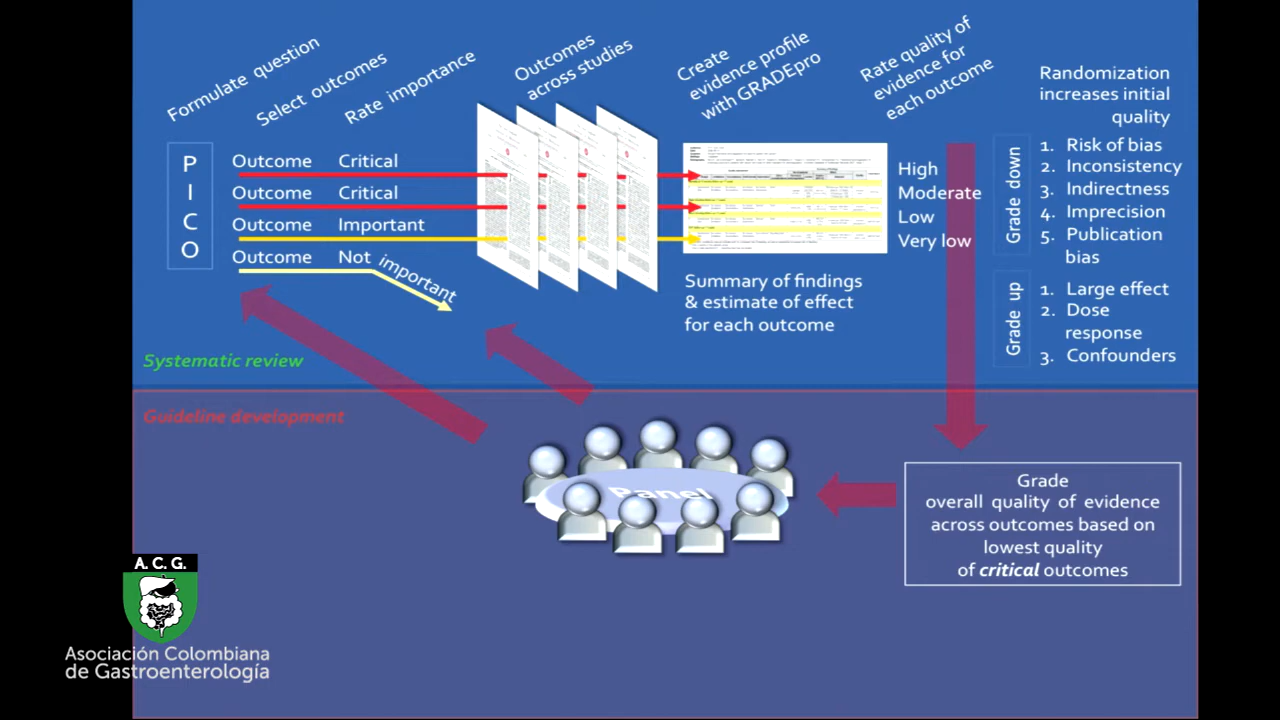 Formulate question
Select outcomes
Rate importance
Outcomes
across studies
Create
evidence profile
with GRADEpro
Rate quality of
evidence for
each outcome
Randomization
increases initial
quality
P
I
C
O
Outcome Critical
Outcome Critical
Outcome Important
Outcome Not important
High
Moderate
Low
Very low
Summary of findings
& estimate of effect
for each outcome
Grade down
1. Risk of bias
2. Inconsistency
3. Indirectness
4. Imprecision
5. Publication
bias
Grade up
1. Large effect
2. Dose
response
3. Confounders
Systematic review
Guideline development
Panel
Grade
overall quality of evidence
across outcomes based on
lowest quality
of critical outcomes
A. C. G.
Asociación Colombiana
de Gastroenterología